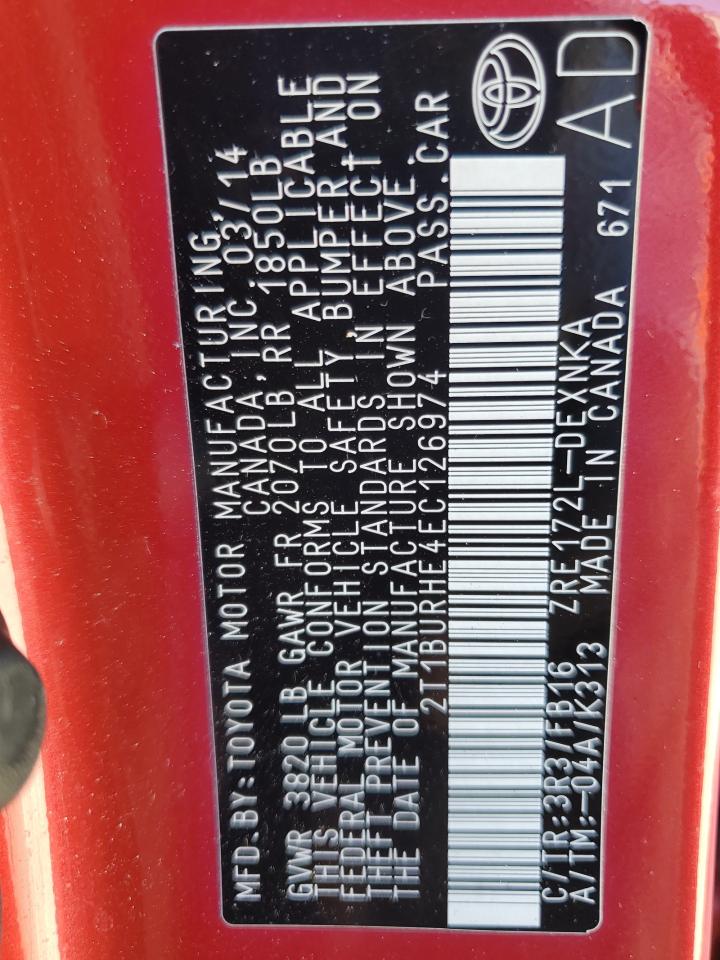 MFD.BY:TOYOTA MOTOR MANUFACTURING,
CANADA, INC. 03/14
GVWR 3820 LB GAWR FR 2070LB RR 1850LB
THIS VEHICLE CONFORMS TO ALL APPLICABLE
FEDERAL MOTOR VEHICLE SAFETY, BUMPER, AND
THEFT PREVENTION STANDARDS IN EFFECT ON
THE DATE OF MANUFACTURE SHOWN ABOVE.
2T1BURHE4EC126974 PASS.CAR
C/TR:3R3/FB16 ZRE172L-DEXNKA
A/TM:-04A/K313 MADE IN CANADA 671
AD